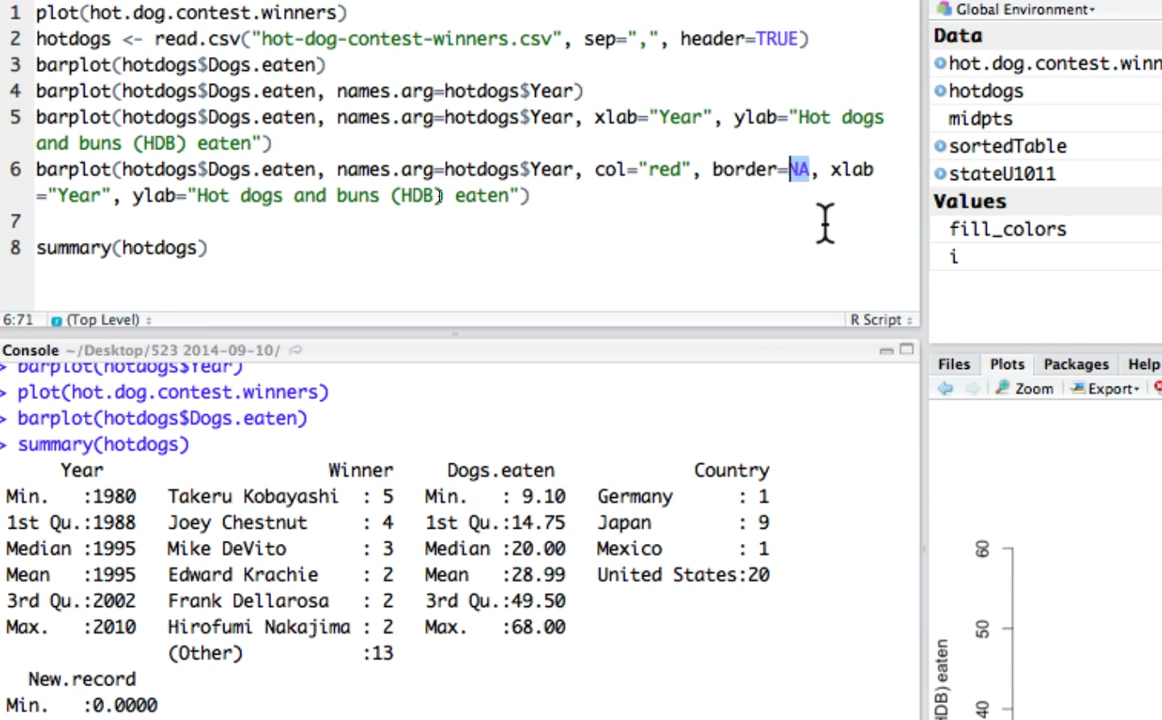 1 plot(hot.dog.contest.winners)
2 hotdogs <- read.csv("hot-dog-contest-winners.csv", sep=",", header=TRUE)
3 barplot(hotdogs$Dogs.eaten)
4 barplot(hotdogs$Dogs.eaten, names.arg=hotdogs$Year)
5 barplot(hotdogs$Dogs.eaten, names.arg=hotdogs$Year, xlab="Year", ylab="Hot dogs
and buns (HDB) eaten")
6 barplot(hotdogs$Dogs.eaten, names.arg=hotdogs$Year, col="red", border=NA, xlab
="Year", ylab="Hot dogs and buns (HDB) eaten")
7
8 summary(hotdogs)
6:71 (Top Level) R Script
Console ~/Desktop/523 2014-09-10/
> barplot(hotdogs$Year)
> plot(hot.dog.contest.winners)
> barplot(hotdogs$Dogs.eaten)
> summary(hotdogs)
Year Winner Dogs.eaten Country
Min. :1980 Takeru Kobayashi : 5 Min. : 9.10 Germany : 1
1st Qu.:1988 Joey Chestnut : 4 1st Qu.:14.75 Japan : 9
Median :1995 Mike DeVito : 3 Median :20.00 Mexico : 1
Mean :1995 Edward Krachie : 2 Mean :28.99 United States:20
3rd Qu.:2002 Frank Dellarosa : 2 3rd Qu.:49.50
Max. :2010 Hirofumi Nakajima : 2 Max. :68.00
(Other) :13
New.record
Min. :0.0000
Global Environment
Data
hot.dog.contest.winn
hotdogs
midpts
sortedTable
stateU1011
Values
fill_colors
i
Files Plots Packages Help
Zoom Export
60
50
40
HDB) eaten